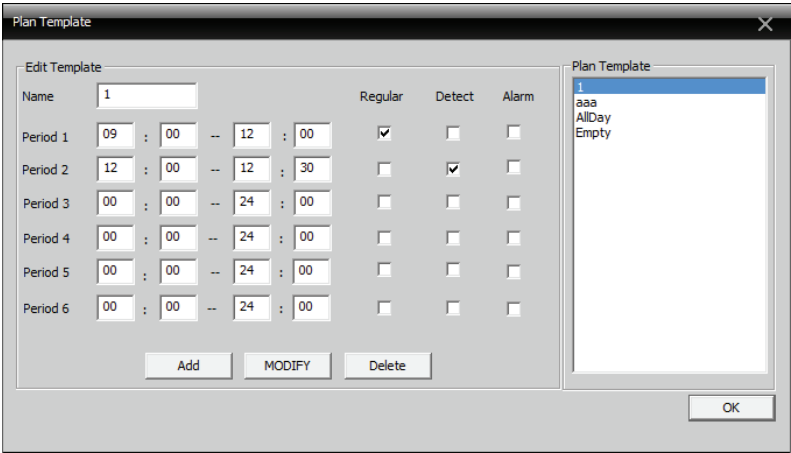 Plan Template
Edit Template
Name 1 Regular Detect Alarm
Period 1 09 : 00 -- 12 : 00
Period 2 12 : 00 -- 12 : 30
Period 3 00 : 00 -- 24 : 00
Period 4 00 : 00 -- 24 : 00
Period 5 00 : 00 -- 24 : 00
Period 6 00 : 00 -- 24 : 00
Add MODIFY Delete
Plan Template
1
aaa
AllDay
Empty
OK